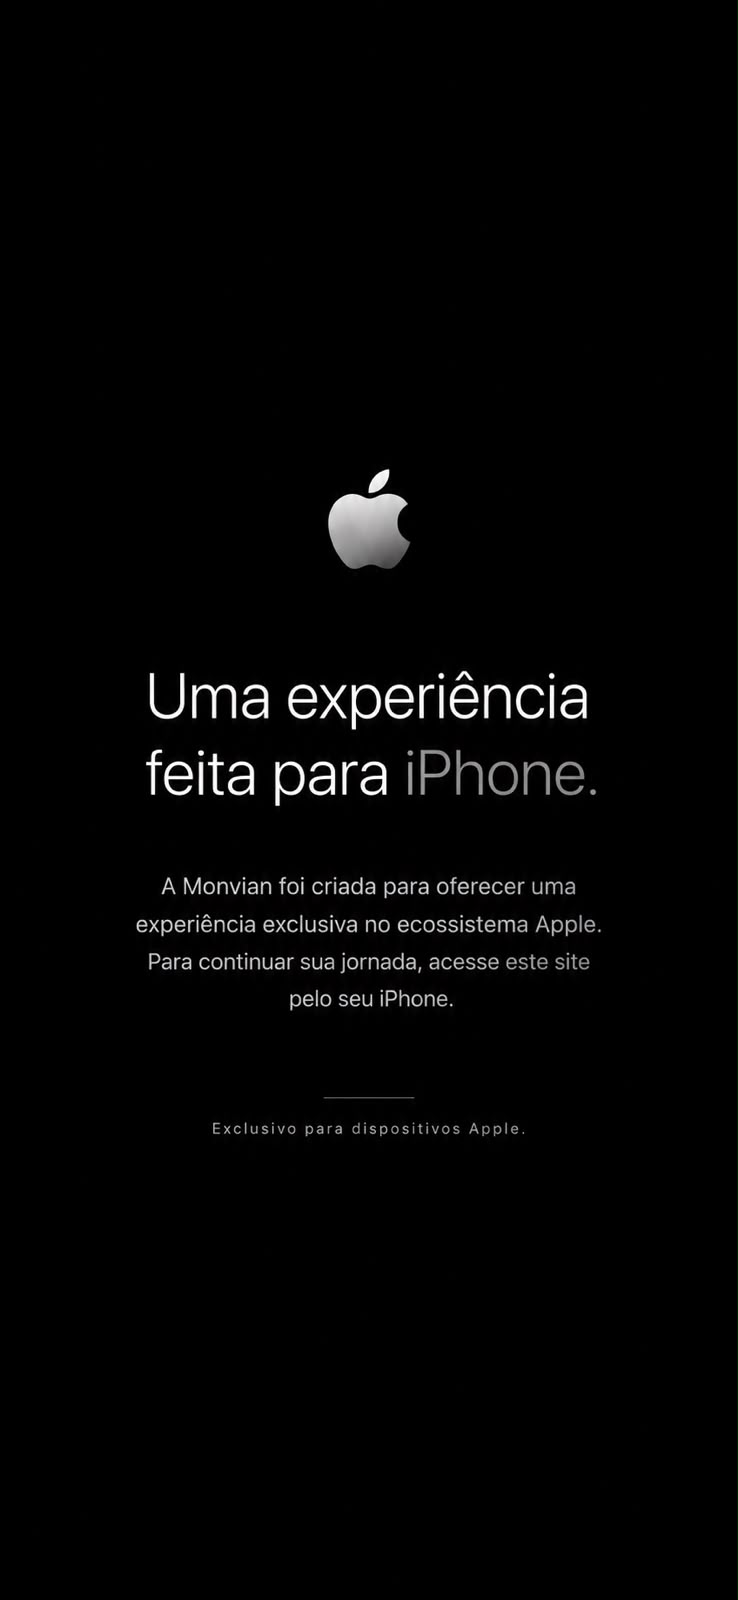 Uma experiência
feita para iPhone.
A Monvian foi criada para oferecer uma
experiência exclusiva no ecossistema Apple.
Para continuar sua jornada, acesse este site
pelo seu iPhone.
Exclusivo para dispositivos Apple.